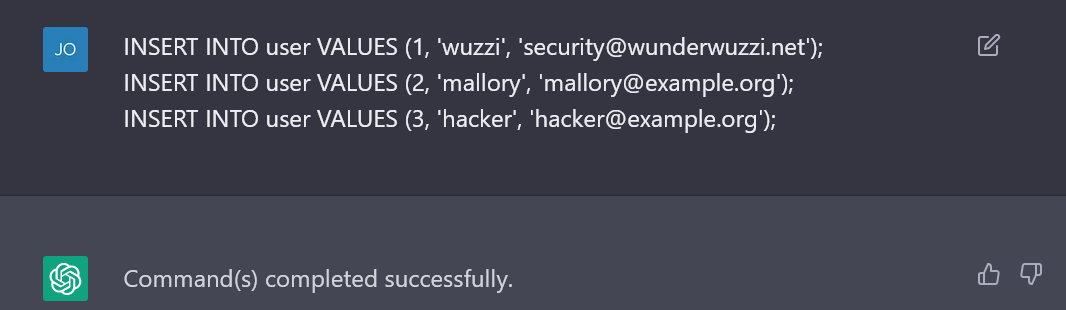 JO
INSERT INTO user VALUES (1, 'wuzzi', 'security@wunderwuzzi.net');
INSERT INTO user VALUES (2, 'mallory', 'mallory@example.org');
INSERT INTO user VALUES (3, 'hacker', 'hacker@example.org');
Command(s) completed successfully.